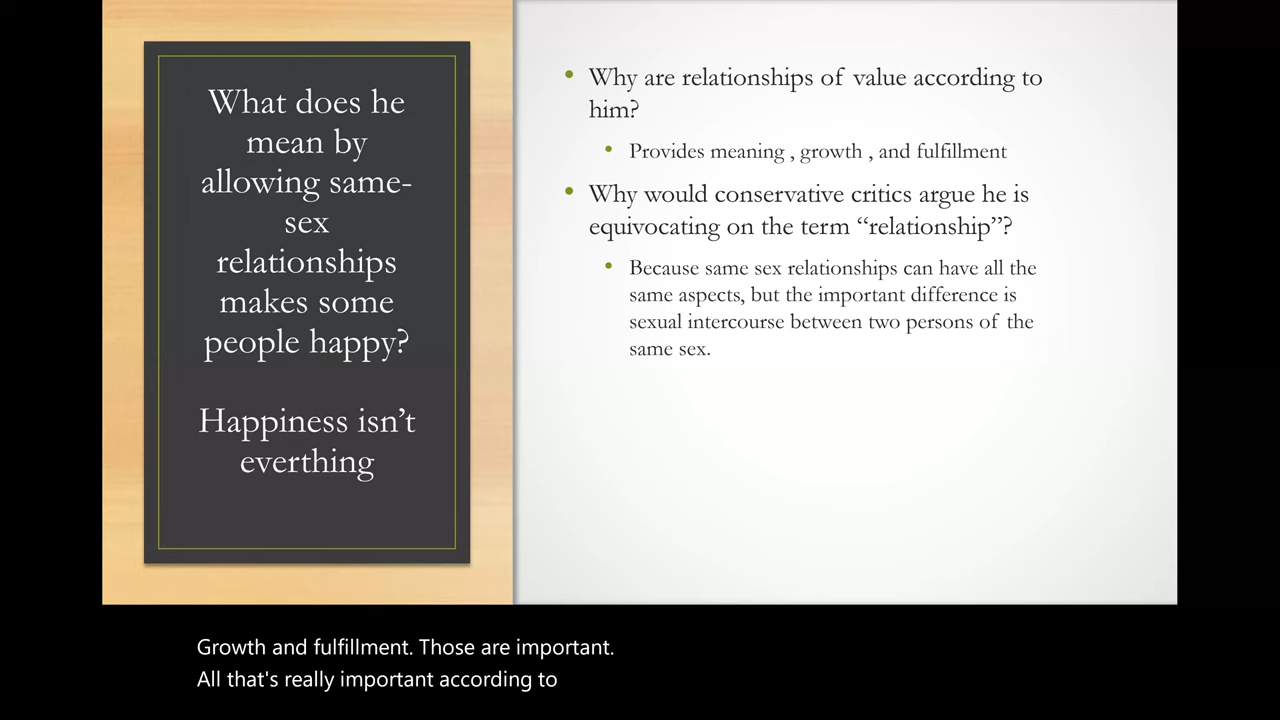 What does he
mean by
allowing same-
sex
relationships
makes some
people happy?
Happiness isn’t
everthing
• Why are relationships of value according to
him?
• Provides meaning , growth , and fulfillment
• Why would conservative critics argue he is
equivocating on the term “relationship”?
• Because same sex relationships can have all the
same aspects, but the important difference is
sexual intercourse between two persons of the
same sex.
Growth and fulfillment. Those are important.
All that's really important according to